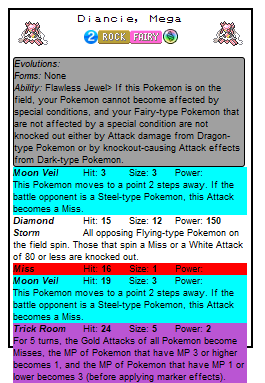 Diancie, Mega
2 ROCK FAIRY
Evolutions:
Forms: None
Ability: Flawless Jewel> If this Pokemon is on the
field, your Pokemon cannot become affected by
special conditions, and your Fairy-type Pokemon that
are not affected by a special condition are not
knocked out either by Attack damage from Dragon-
type Pokemon or by knockout-causing Attack effects
from Dark-type Pokemon.
Moon Veil Hit: 3 Size: 3 Power:
This Pokemon moves to a point 2 steps away. If the
battle opponent is a Steel-type Pokemon, this Attack
becomes a Miss.
Diamond Hit: 15 Size: 12 Power: 150
Storm All opposing Flying-type Pokemon on
the field spin. Those that spin a Miss or a White Attack
of 80 or less are knocked out.
Miss Hit: 16 Size: 1 Power:
Moon Veil Hit: 19 Size: 3 Power:
This Pokemon moves to a point 2 steps away. If the
battle opponent is a Steel-type Pokemon, this Attack
becomes a Miss.
Trick Room Hit: 24 Size: 5 Power: 2
For 5 turns, the Gold Attacks of all Pokemon become
Misses, the MP of Pokemon that have MP 3 or higher
becomes 1, and the MP of Pokemon that have MP 1 or
lower becomes 3 (before applying marker effects).